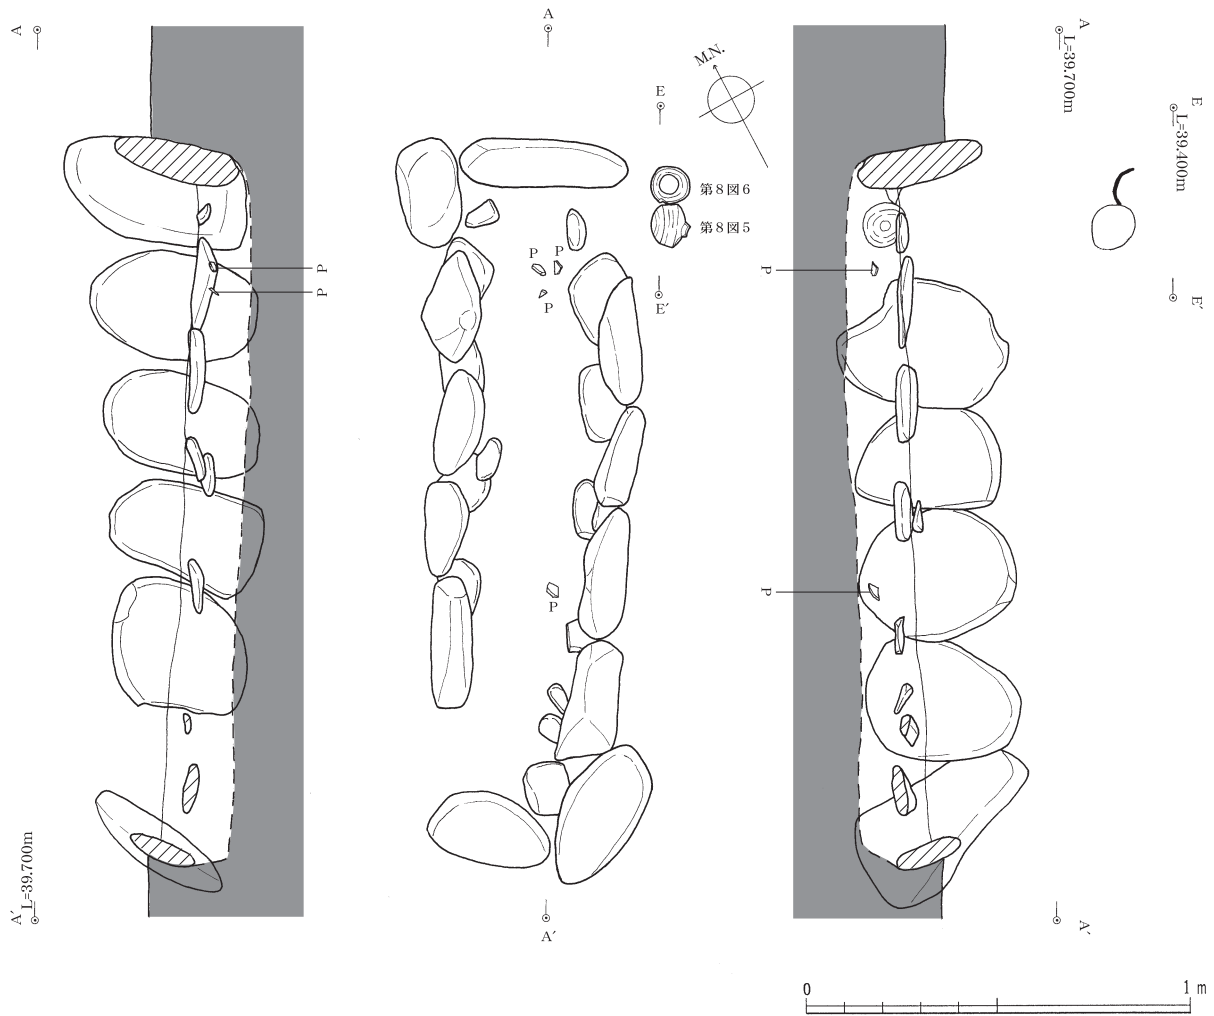 A
A
A
L=39.700m
M.N.
E
E
L=39.400m
第8図6
第8図5
P
P
P
P
P
P
E′
E′
P
P
P
A′
L=39.700m
A′
A′
0
1 m